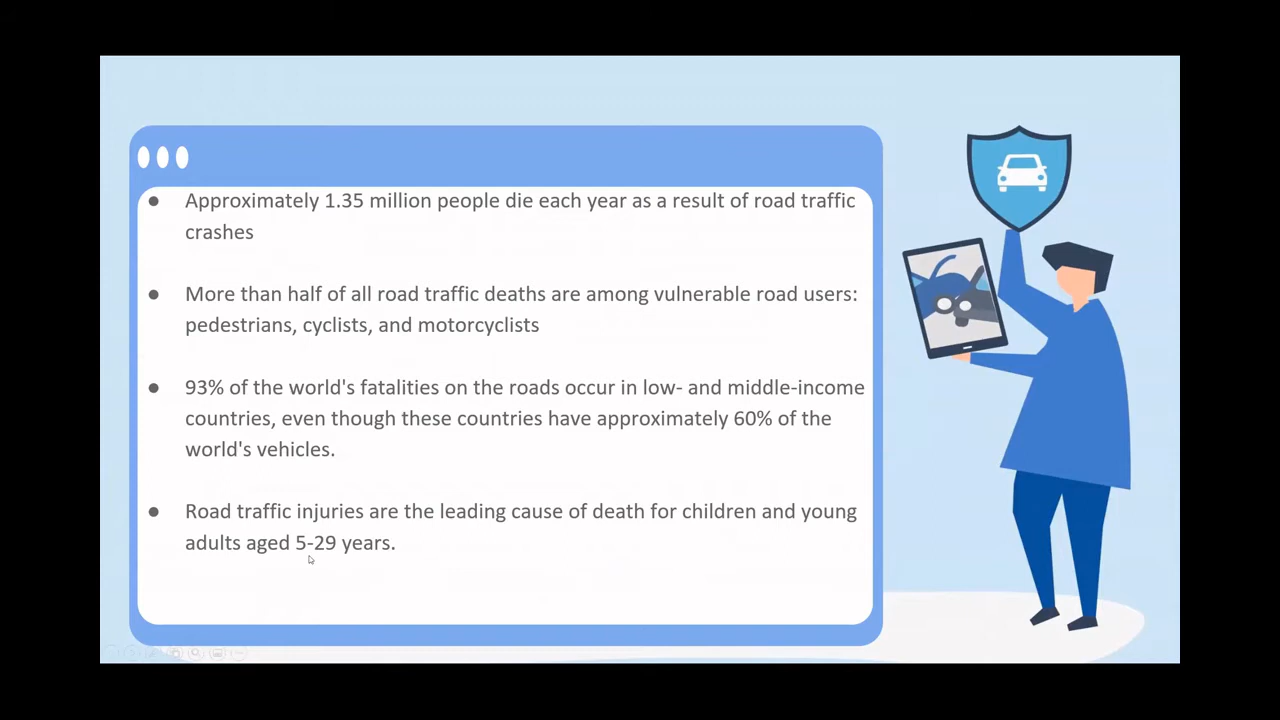 ● Approximately 1.35 million people die each year as a result of road traffic
crashes
● More than half of all road traffic deaths are among vulnerable road users:
pedestrians, cyclists, and motorcyclists
● 93% of the world's fatalities on the roads occur in low- and middle-income
countries, even though these countries have approximately 60% of the
world's vehicles.
● Road traffic injuries are the leading cause of death for children and young
adults aged 5-29 years.